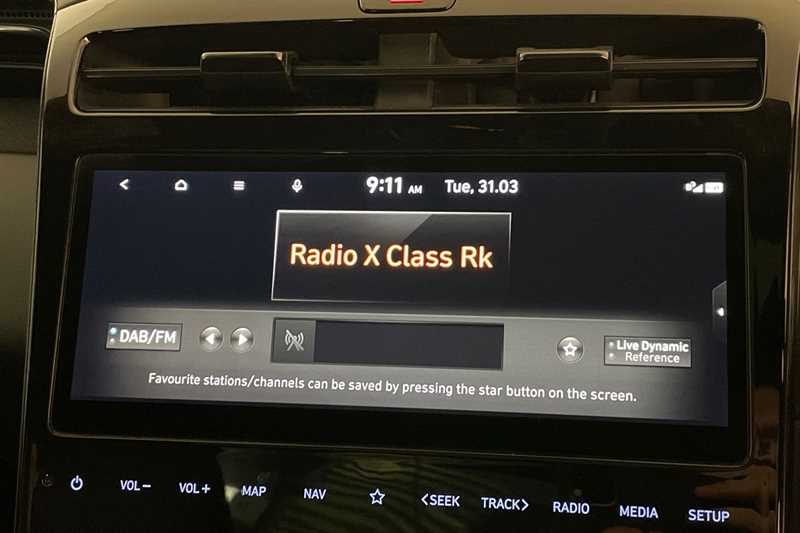 9:11 AM Tue, 31.03
Radio X Class Rk
DAB/FM
Live Dynamic
Reference
Favourite stations/channels can be saved by pressing the star button on the screen.
VOL− VOL+ MAP NAV <SEEK TRACK> RADIO MEDIA SETUP